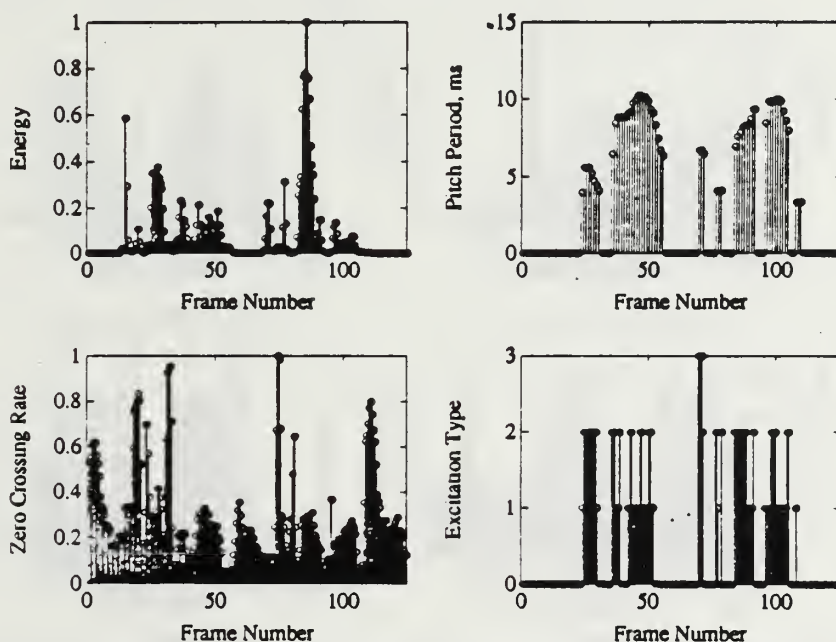 1
0.8
0.6
0.4
0.2
0
0 50 100
Energy
Frame Number
15
10
5
0
0 50 100
Pitch Period, ms
Frame Number
1
0.8
0.6
0.4
0.2
0
0 50 100
Zero Crossing Rate
Frame Number
3
2
1
0
0 50 100
Excitation Type
Frame Number